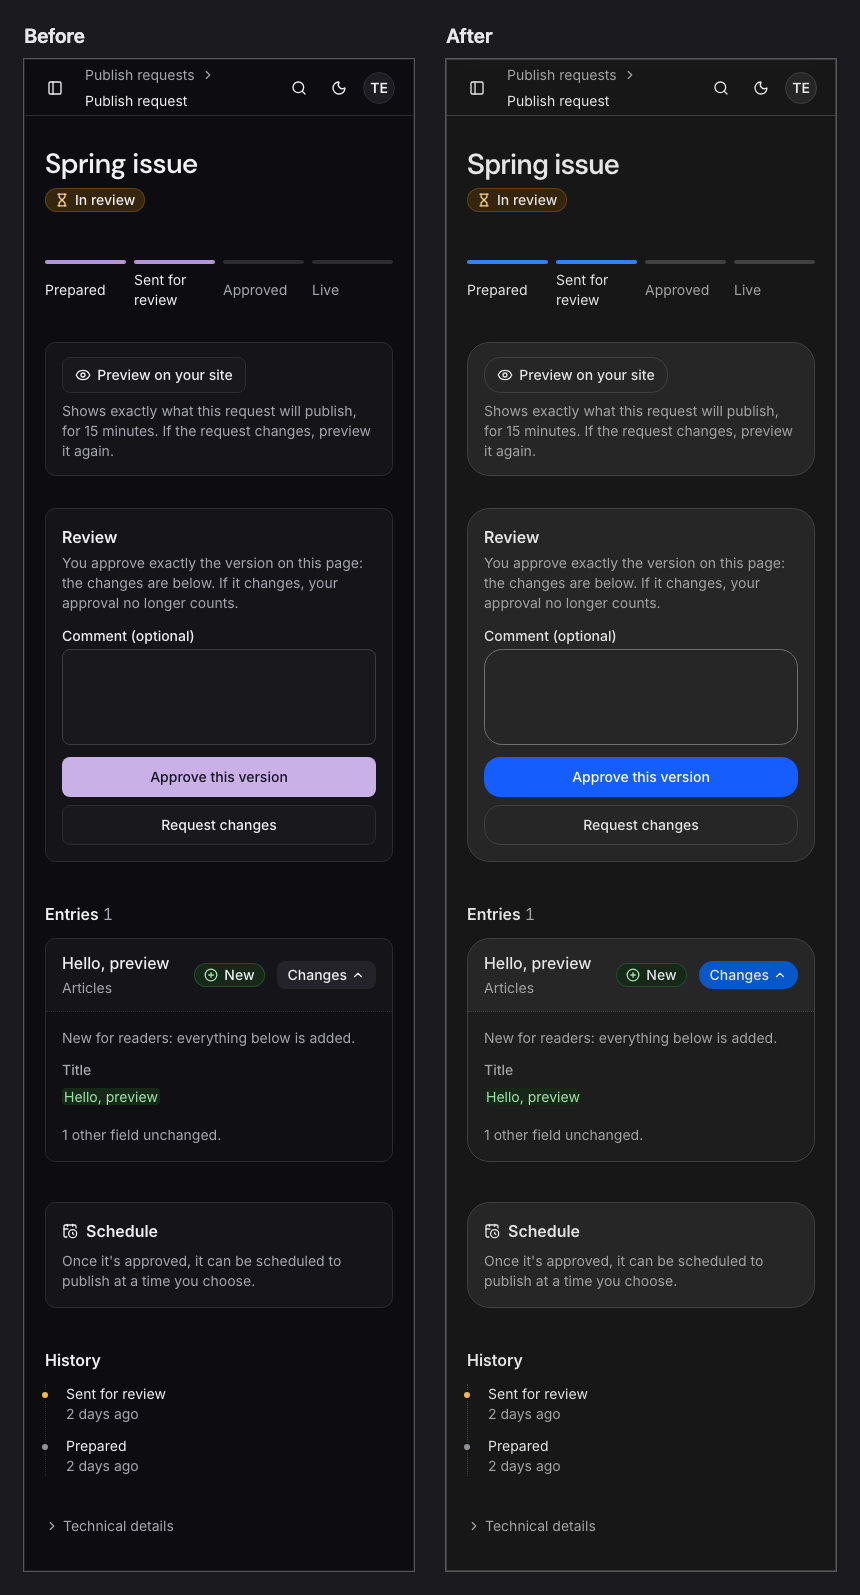 Before
Publish requests
Publish request
TE
Spring issue
In review
Prepared
Sent for
review
Approved
Live
Preview on your site
Shows exactly what this request will publish,
for 15 minutes. If the request changes, preview
it again.
Review
You approve exactly the version on this page:
the changes are below. If it changes, your
approval no longer counts.
Comment (optional)
Approve this version
Request changes
Entries 1
Hello, preview
Articles
New
Changes
New for readers: everything below is added.
Title
Hello, preview
1 other field unchanged.
Schedule
Once it's approved, it can be scheduled to
publish at a time you choose.
History
Sent for review
2 days ago
Prepared
2 days ago
Technical details
After
Publish requests
Publish request
TE
Spring issue
In review
Prepared
Sent for
review
Approved
Live
Preview on your site
Shows exactly what this request will publish,
for 15 minutes. If the request changes, preview
it again.
Review
You approve exactly the version on this page:
the changes are below. If it changes, your
approval no longer counts.
Comment (optional)
Approve this version
Request changes
Entries 1
Hello, preview
Articles
New
Changes
New for readers: everything below is added.
Title
Hello, preview
1 other field unchanged.
Schedule
Once it's approved, it can be scheduled to
publish at a time you choose.
History
Sent for review
2 days ago
Prepared
2 days ago
Technical details